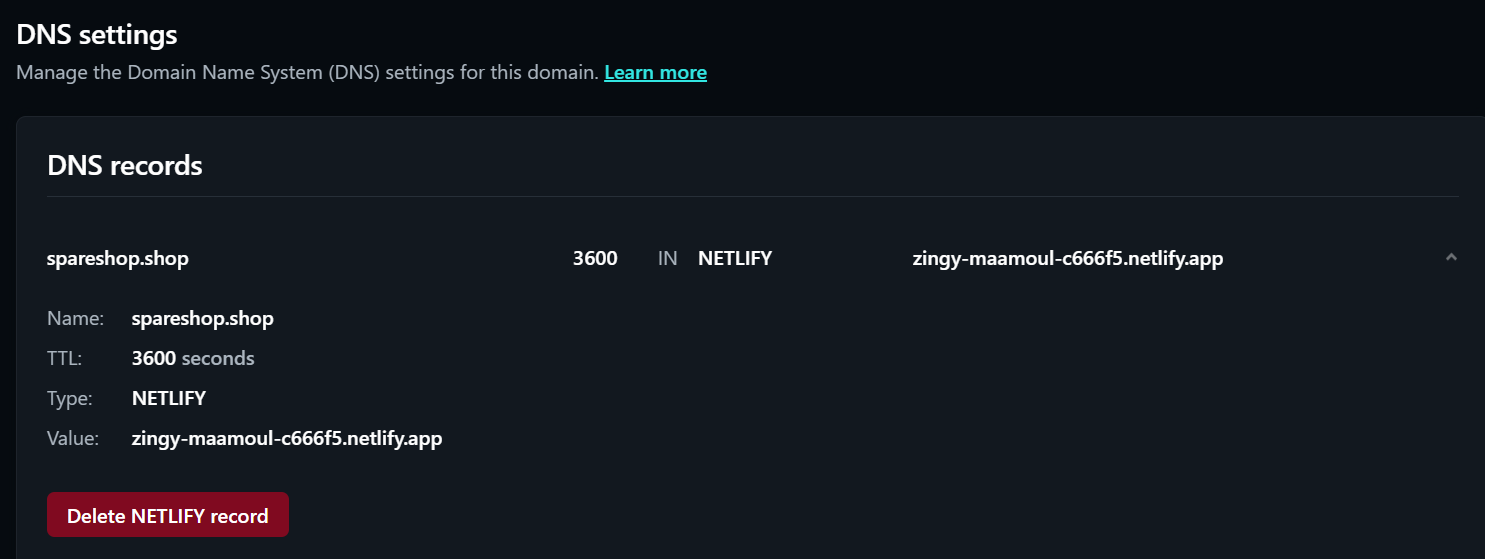 DNS settings
Manage the Domain Name System (DNS) settings for this domain. Learn more
DNS records
spareshop.shop 3600 IN NETLIFY zingy-maamoul-c666f5.netlify.app
Name: spareshop.shop
TTL: 3600 seconds
Type: NETLIFY
Value: zingy-maamoul-c666f5.netlify.app
Delete NETLIFY record